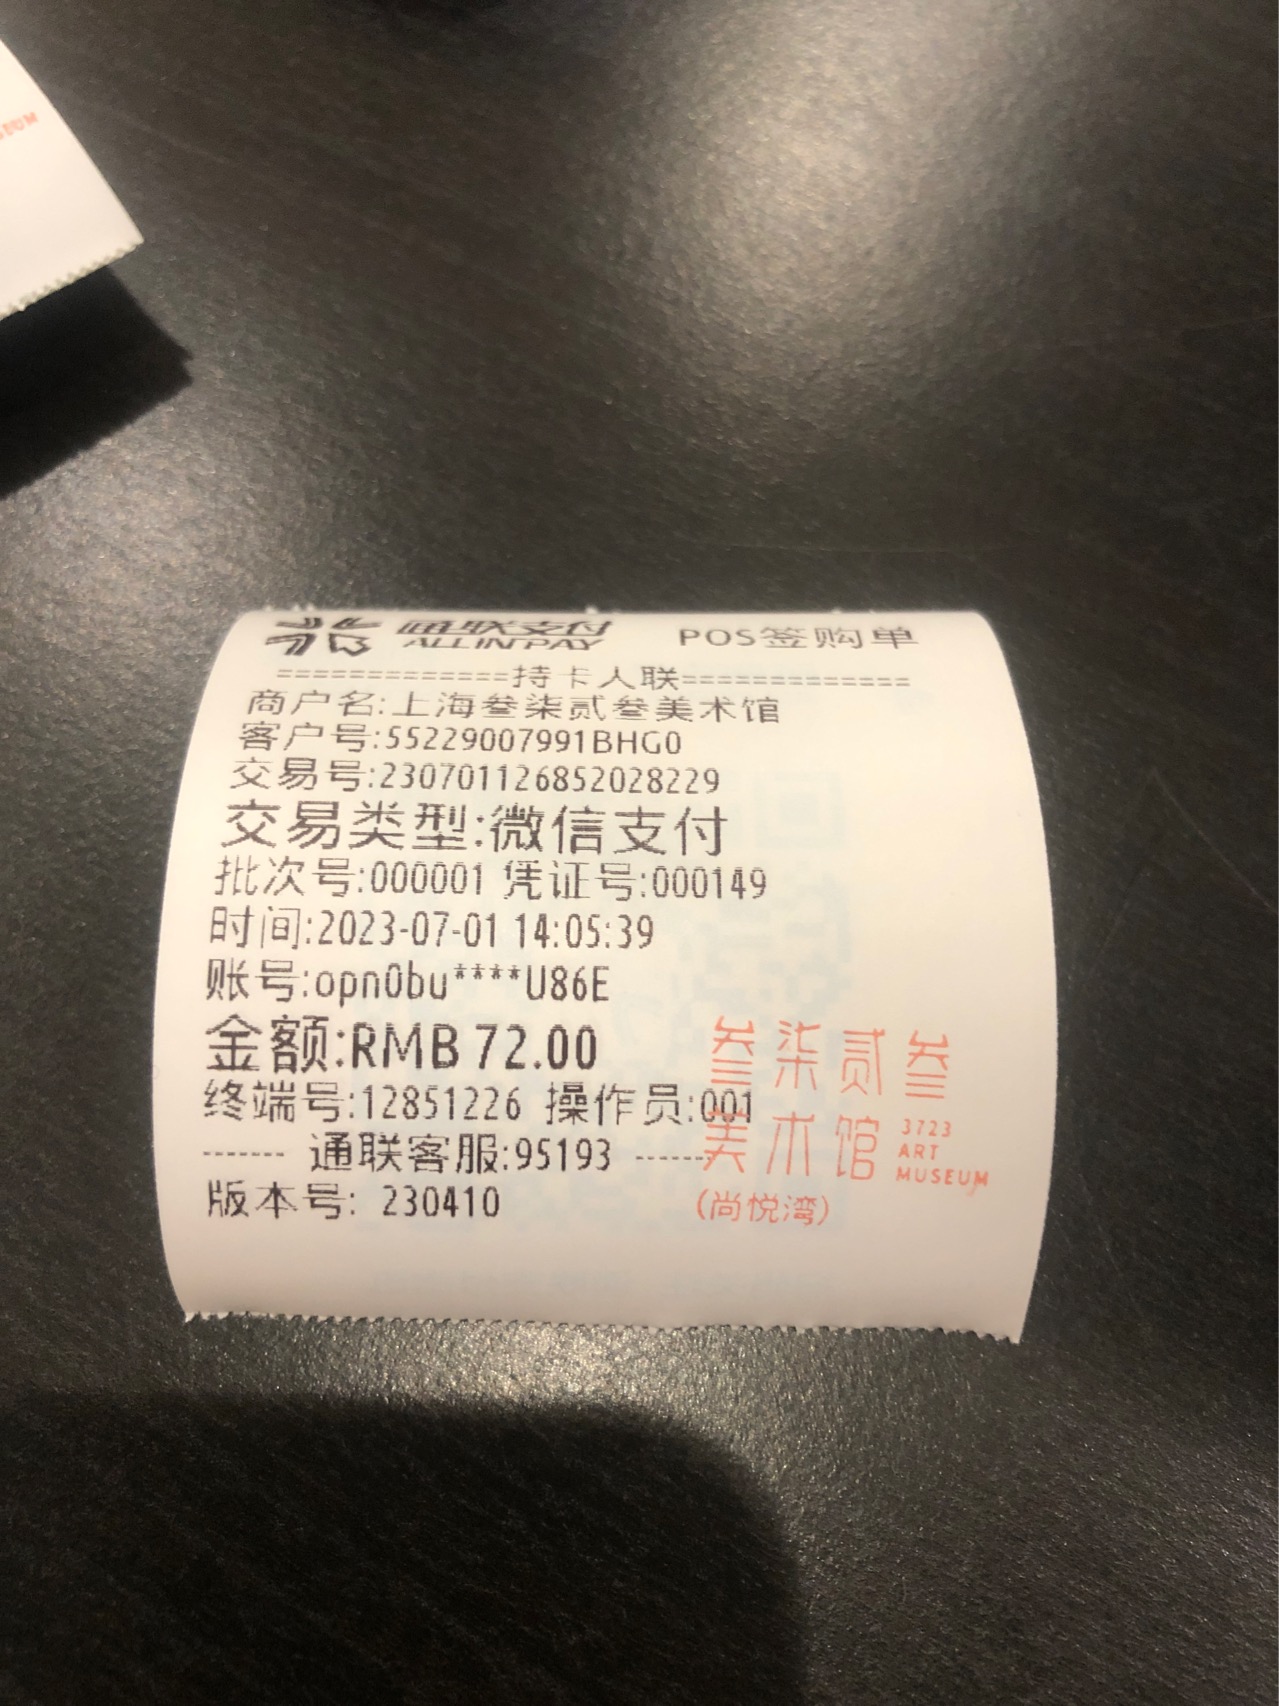 EUM
通联支付 POS签购单
ALLINPAY
=============持卡人联=============
商户名:上海叁柒贰叁美术馆
客户号:55229007991BHG0
交易号:230701126852028229
交易类型:微信支付
批次号:000001 凭证号:000149
时间:2023-07-01 14:05:39
账号:opn0bu****U86E
金额:RMB 72.00
终端号:12851226 操作员:001
------- 通联客服:95193 -------
版本号: 230410
叁柒贰叁
美术馆 3723
ART
MUSEUM
(尚悦湾)